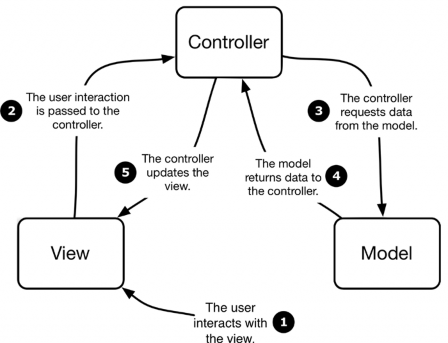 Controller
2
The user interaction
is passed to the
controller.
3
The controller
requests data
from the model.
5
The controller
updates the
view.
The model
returns data to
the controller.
4
View
Model
The user
interacts with
the view.
1